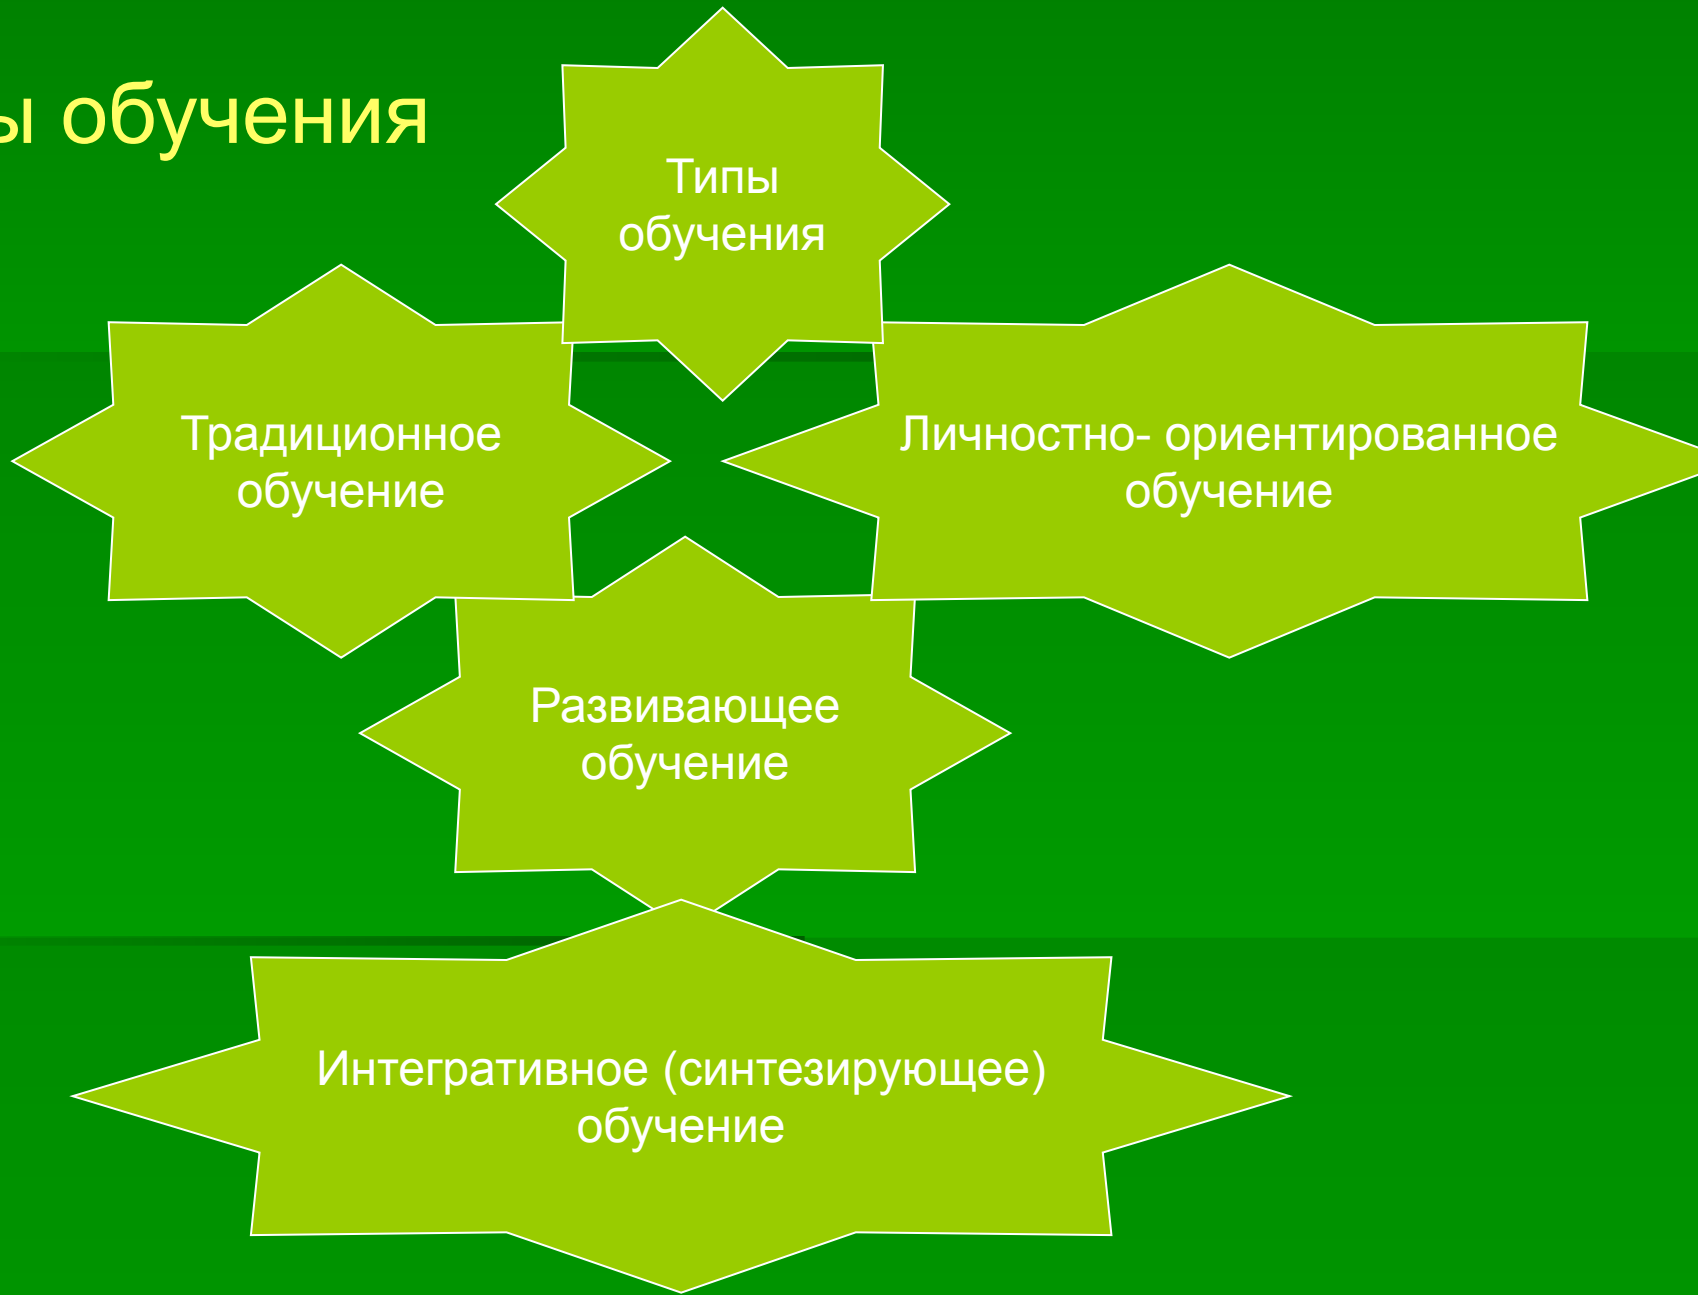 ы обучения
Типы
обучения
Традиционное
обучение
Личностно- ориентированное
обучение
Развивающее
обучение
Интегративное (синтезирующее)
обучение